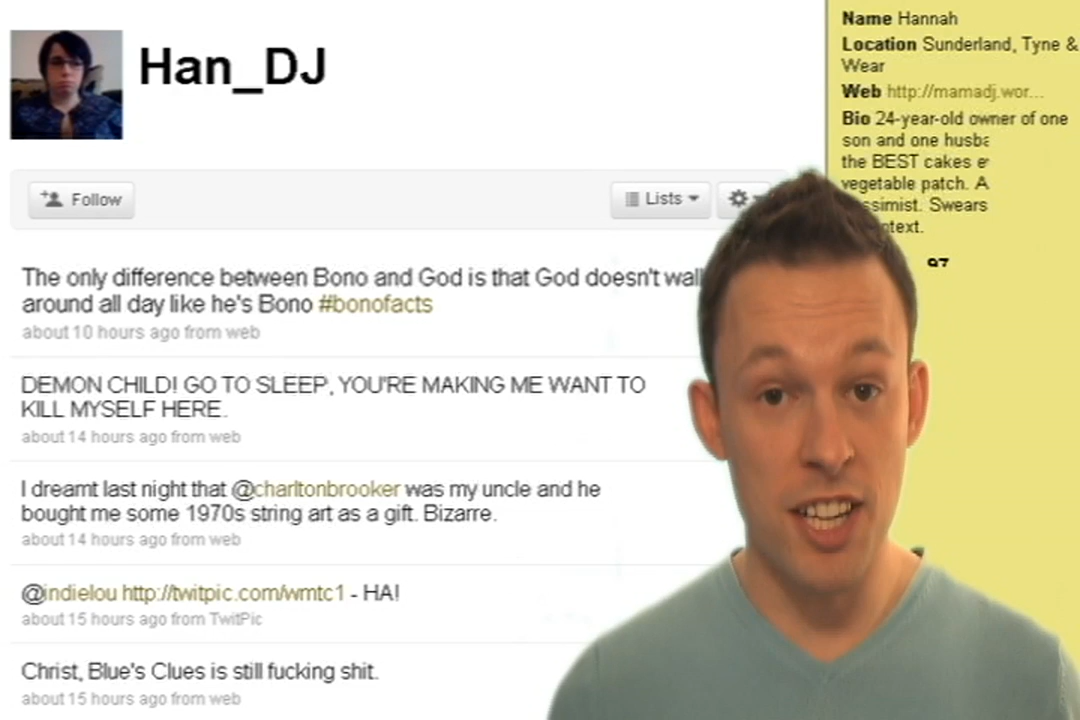 Han_DJ
Follow
Lists
The only difference between Bono and God is that God doesn't
around all day like he's Bono #bonofacts
about 10 hours ago from web
DEMON CHILD! GO TO SLEEP, YOU'RE MAKING ME WANT TO
KILL MYSELF HERE.
about 14 hours ago from web
I dreamt last night that @charltonbrooker was my uncle and he
bought me some 1970s string art as a gift. Bizarre.
about 14 hours ago from web
@indielou http://twitpic.com/wmtc1 - HA!
about 15 hours ago from TwitPic
Christ, Blue's Clues is still fucking shit.
about 15 hours ago from web
Name Hannah
Location Sunderland, Tyne &
Wear
Web http://mamadj.wor...
Bio 24-year-old owner of one
son and one
the BEST cakes
vegetable patch. A
Swears